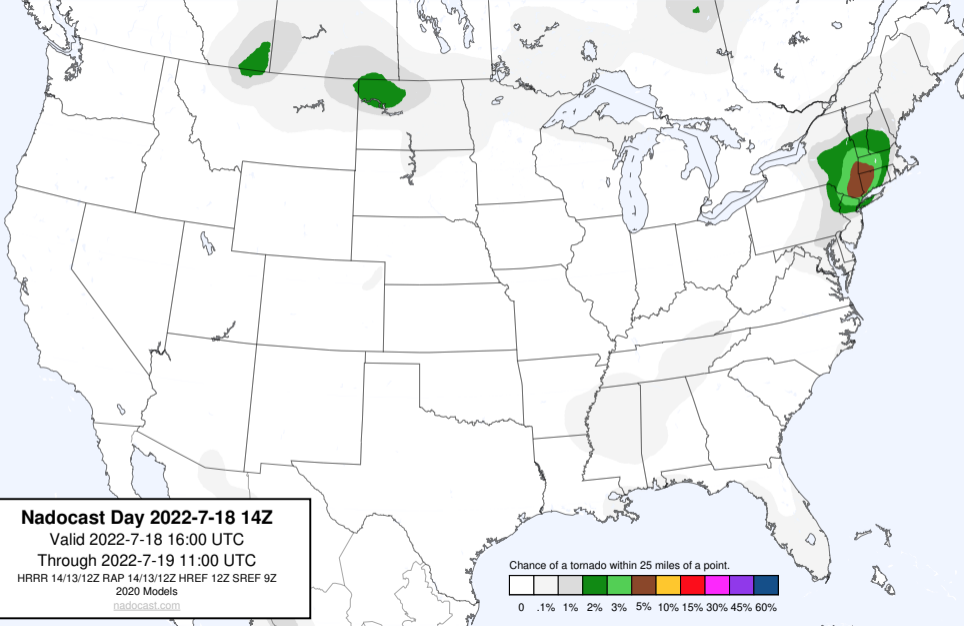 Nadocast Day 2022-7-18 14Z
Valid 2022-7-18 16:00 UTC
Through 2022-7-19 11:00 UTC
HRRR 14/13/12Z RAP 14/13/12Z HREF 12Z SREF 9Z
2020 Models
nadocast.com
Chance of a tornado within 25 miles of a point.
0 .1% 1% 2% 3% 5% 10% 15% 30% 45% 60%